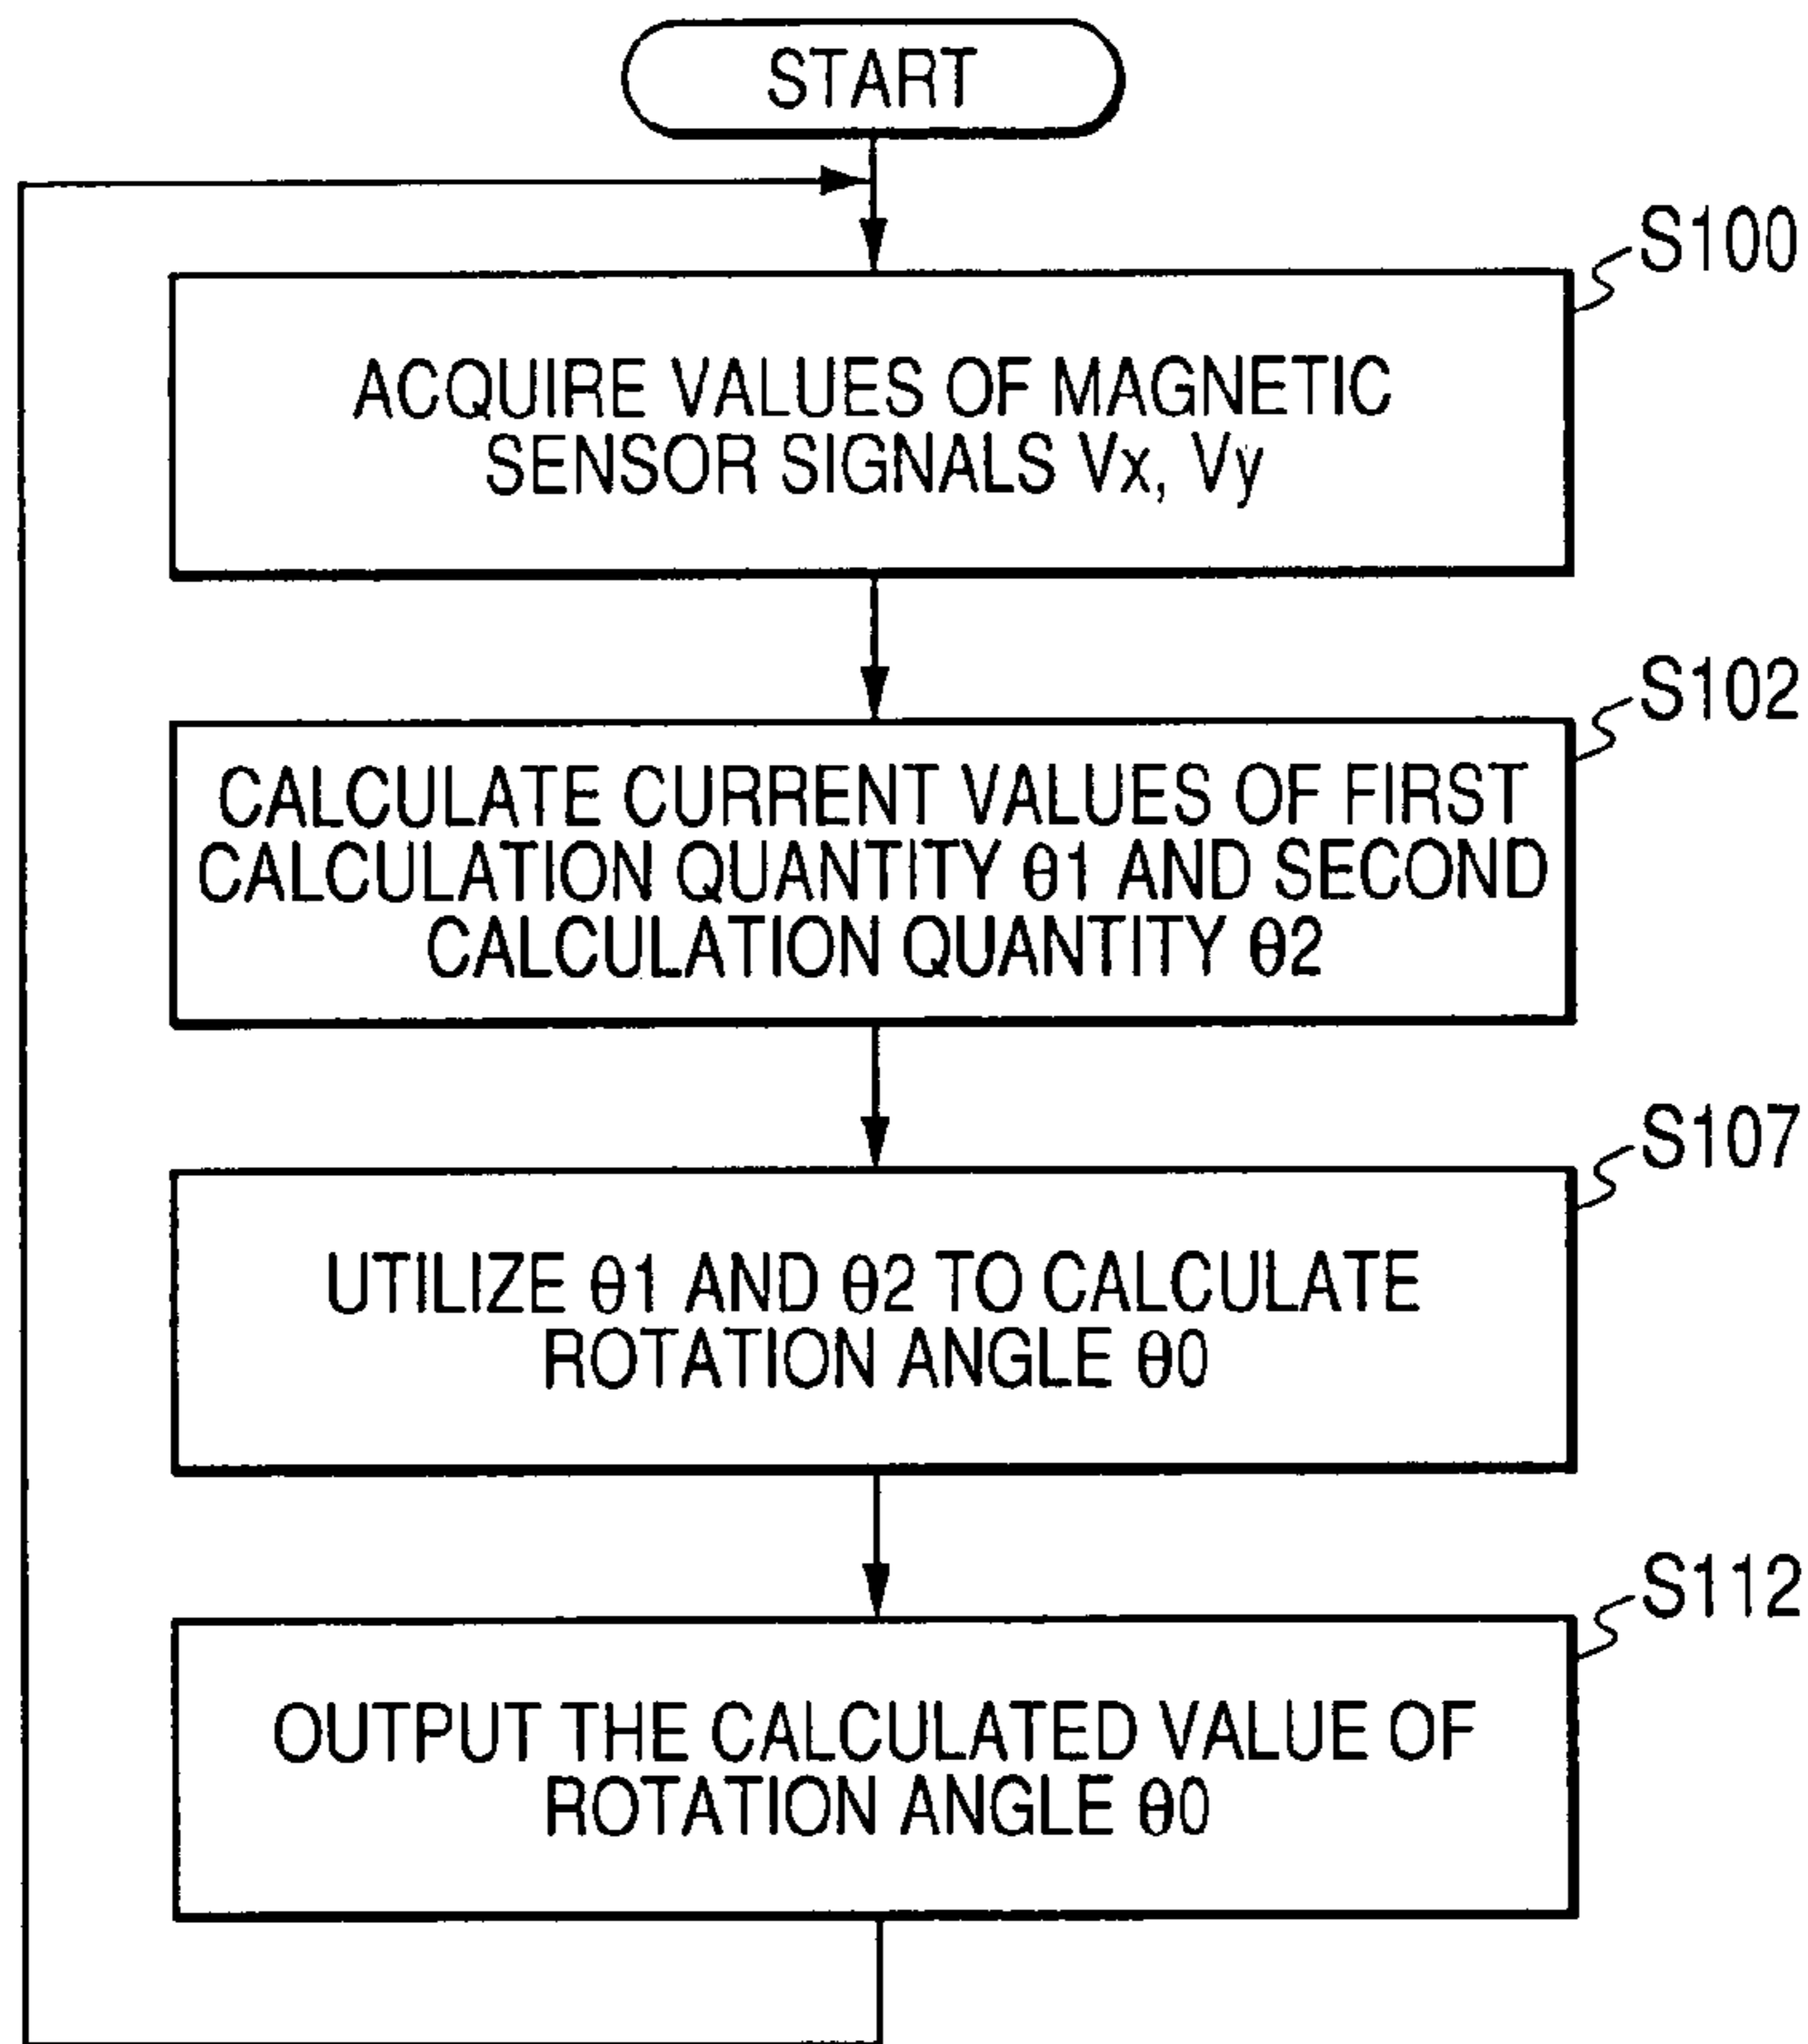 START
S100
ACQUIRE VALUES OF MAGNETIC
SENSOR SIGNALS Vx, Vy
S102
CALCULATE CURRENT VALUES OF FIRST
CALCULATION QUANTITY θ1 AND SECOND
CALCULATION QUANTITY θ2
S107
UTILIZE θ1 AND θ2 TO CALCULATE
ROTATION ANGLE θ0
S112
OUTPUT THE CALCULATED VALUE OF
ROTATION ANGLE θ0